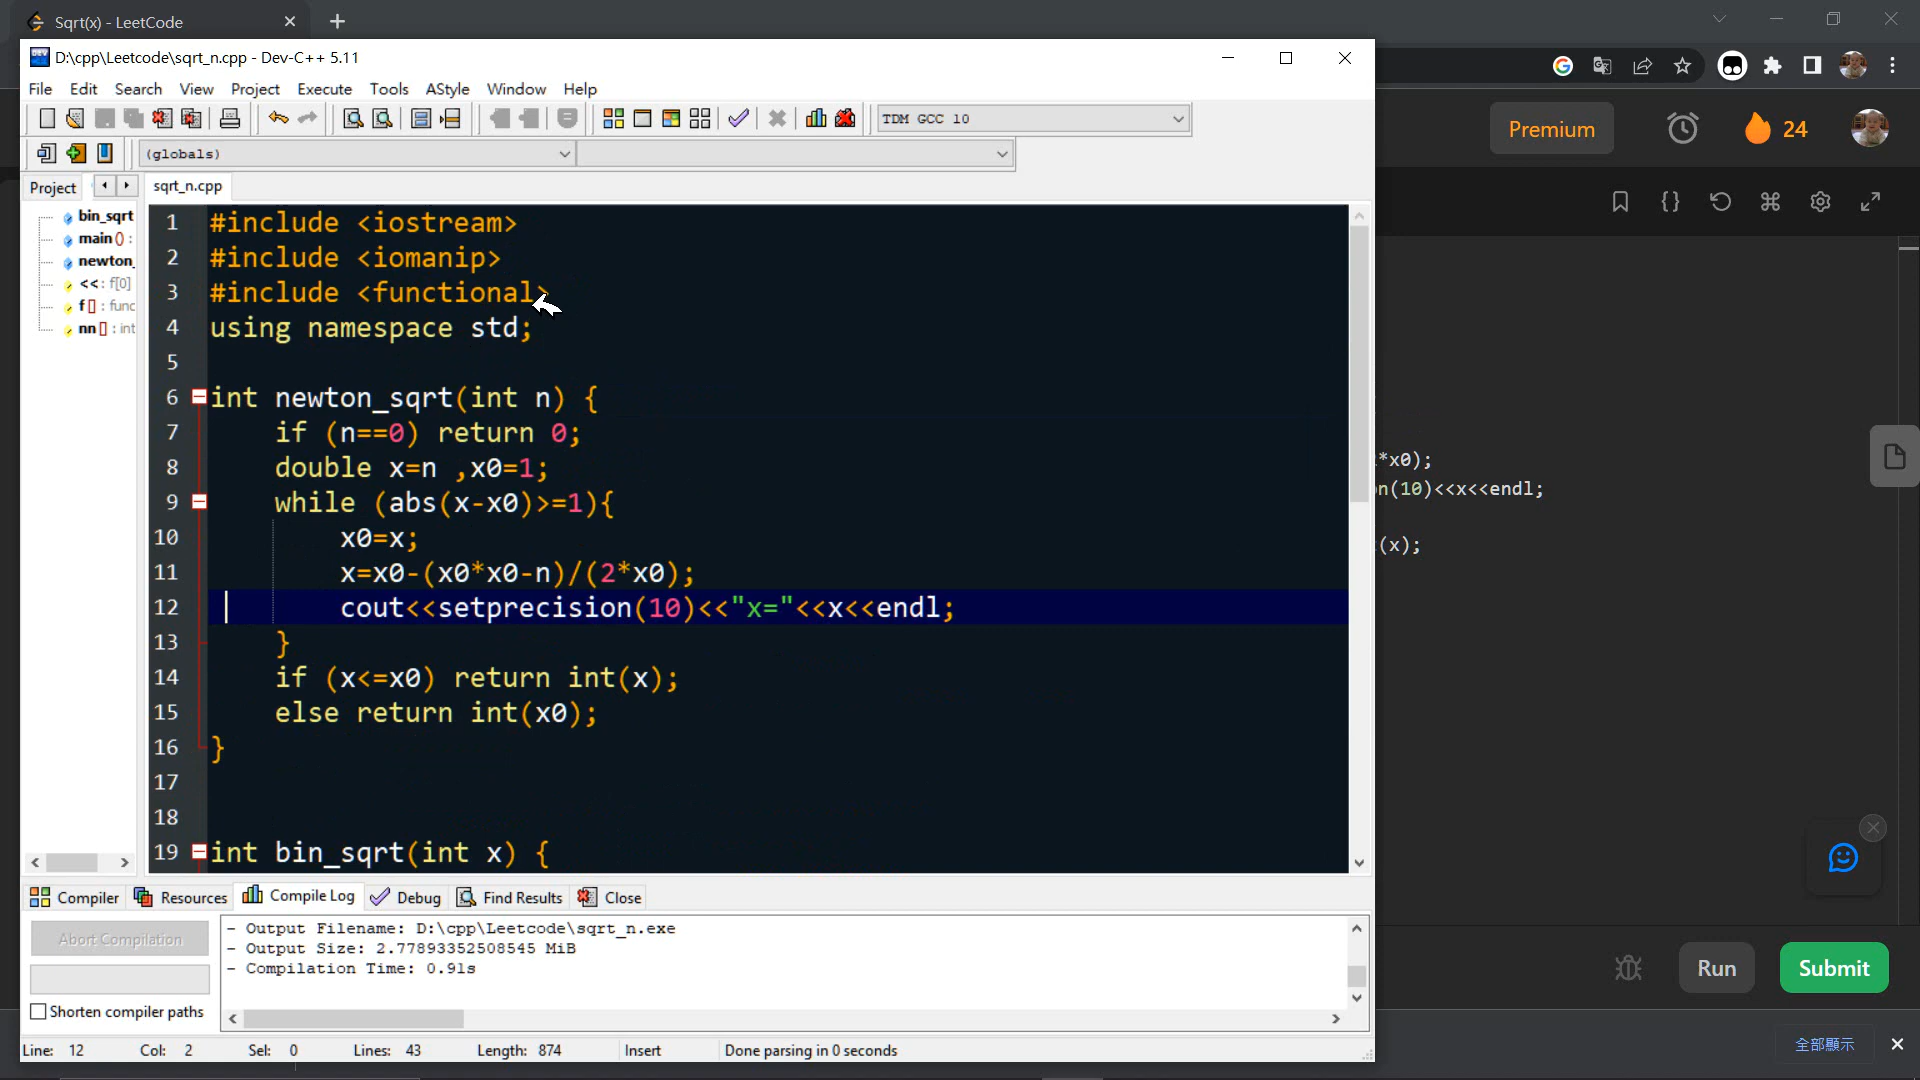 Sqrt(x) - LeetCode
D:\cpp\Leetcode\sqrt_n.cpp - Dev-C++ 5.11
File Edit Search View Project Execute Tools AStyle Window Help
TDM GCC 10
Premium
24
(globals)
Project
sqrt_n.cpp
bin_sqrt
main() :
newton_
<< : f[0]
f[] : func
nn[] : int
1 #include <iostream>
2 #include <iomanip>
3 #include <functional>
4 using namespace std;
5
6 int newton_sqrt(int n) {
7 if (n==0) return 0;
8 double x=n ,x0=1;
9 while (abs(x-x0)>=1){
10 x0=x;
11 x=x0-(x0*x0-n)/(2*x0);
12 cout<<setprecision(10)<<"x="<<x<<endl;
13 }
14 if (x<=x0) return int(x);
15 else return int(x0);
16 }
17
18
19 int bin_sqrt(int x) {
*x0);
n(10)<<x<<endl;
(x);
Compiler Resources Compile Log Debug Find Results Close
Abort Compilation
Shorten compiler paths
- Output Filename: D:\cpp\Leetcode\sqrt_n.exe
- Output Size: 2.77893352508545 MiB
- Compilation Time: 0.91s
Run
Submit
Line: 12 Col: 2 Sel: 0 Lines: 43 Length: 874 Insert Done parsing in 0 seconds
全部顯示